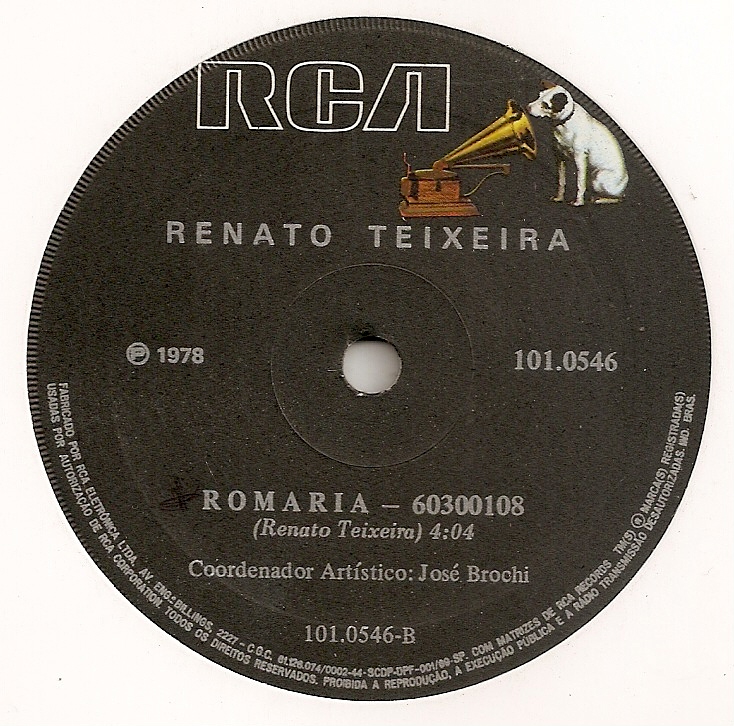 RCA
RENATO TEIXEIRA
Ⓟ 1978
101.0546
ROMARIA – 60300108
(Renato Teixeira) 4:04
Coordenador Artístico: José Brochi
101.0546-B
FABRICADO POR RCA ELETRÔNICA LTDA. AV. ENGº BILLINGS, 2227 - C.G.C. 61.126.074/0002-44-SCDP-DPF-001/69-SP. COM MATRIZES DE RCA RECORDS TM(S) ® MARCA(S) REGISTRADA(S)
USADAS POR AUTORIZAÇÃO DE RCA CORPORATION. TODOS OS DIREITOS RESERVADOS. PROIBIDA A REPRODUÇÃO, A EXECUÇÃO PÚBLICA E A RÁDIO TRANSMISSÃO DESAUTORIZADAS. IND. BRAS.